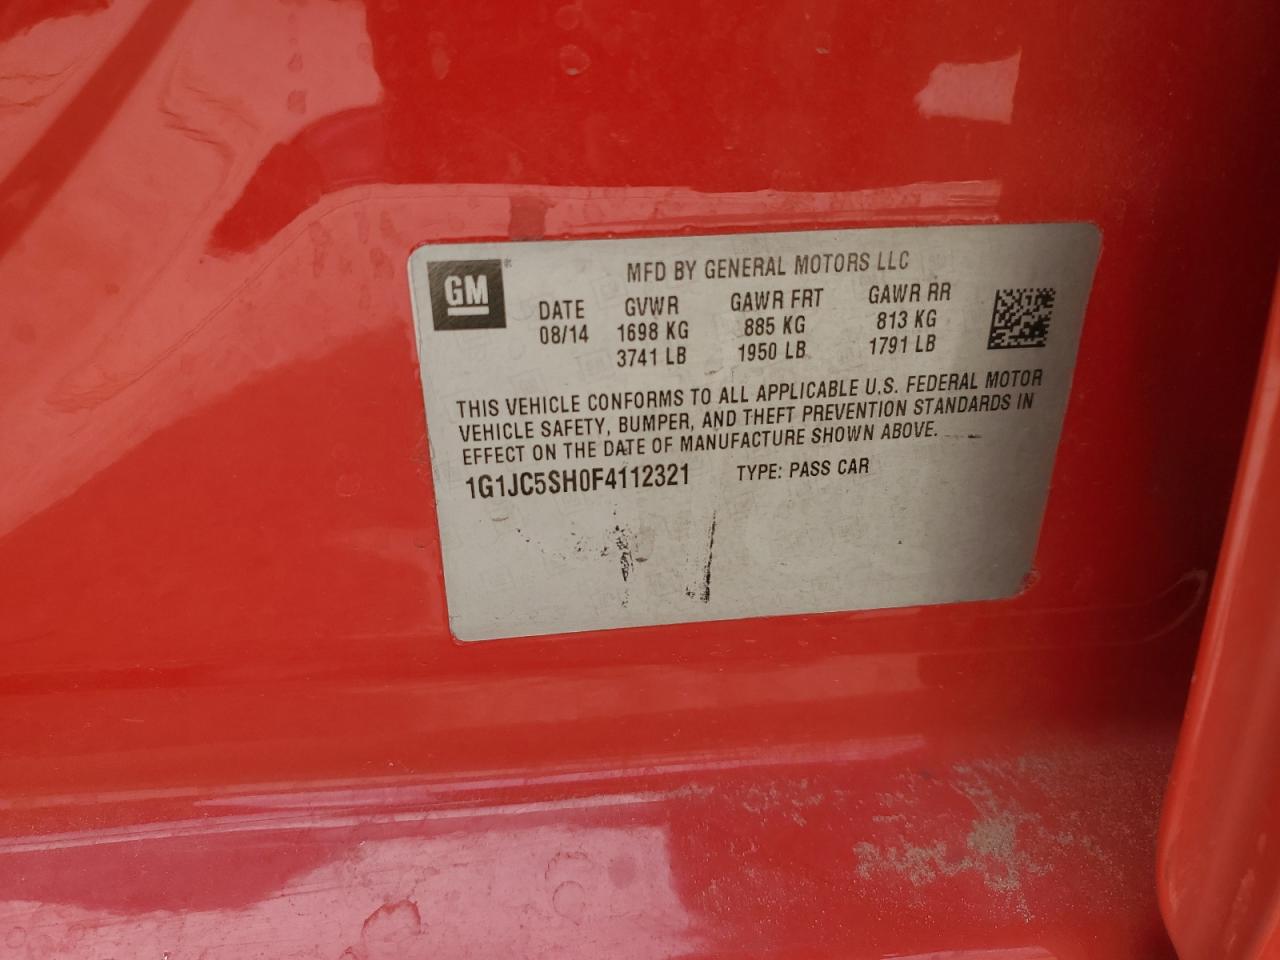 GM
MFD BY GENERAL MOTORS LLC
DATE GVWR GAWR FRT GAWR RR
08/14 1698 KG 885 KG 813 KG
3741 LB 1950 LB 1791 LB
THIS VEHICLE CONFORMS TO ALL APPLICABLE U.S. FEDERAL MOTOR
VEHICLE SAFETY, BUMPER, AND THEFT PREVENTION STANDARDS IN
EFFECT ON THE DATE OF MANUFACTURE SHOWN ABOVE.
1G1JC5SH0F4112321 TYPE: PASS CAR